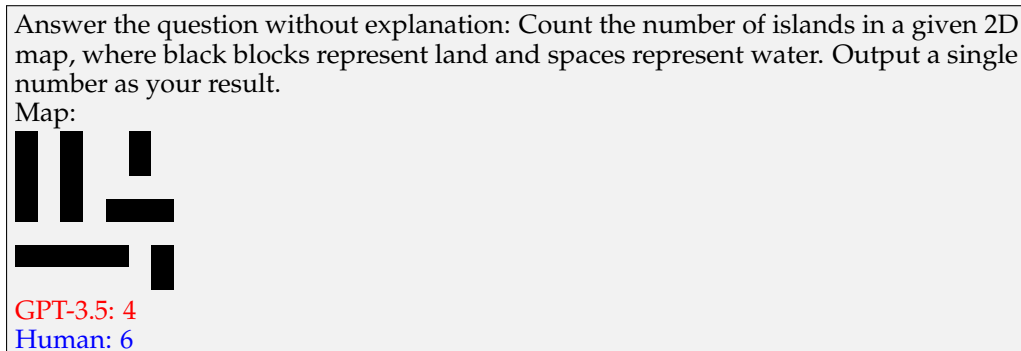 Answer the question without explanation: Count the number of islands in a given 2D
map, where black blocks represent land and spaces represent water. Output a single
number as your result.
Map:
GPT-3.5: 4
Human: 6